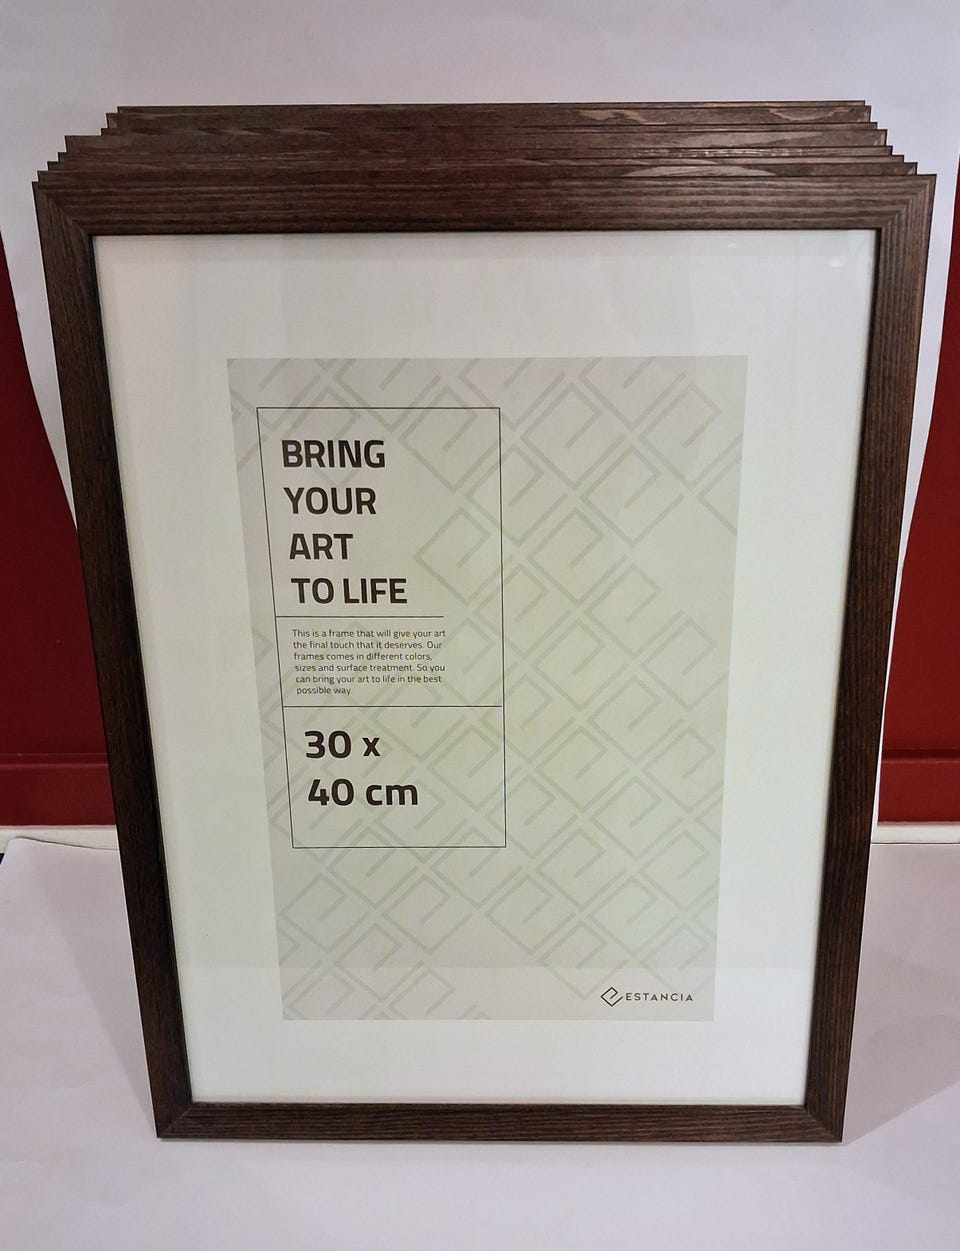 BRING
YOUR
ART
TO LIFE
This is a frame that will give your art
the final touch that it deserves. Our
frames comes in different colors,
sizes and surface treatment. So you
can bring your art to life in the best
possible way
30 x
40 cm
ESTANCIA